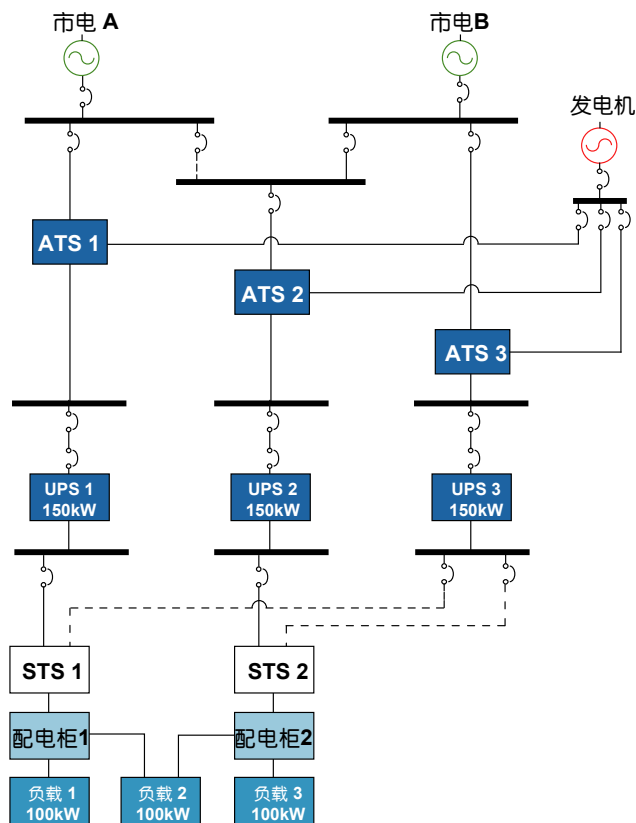 市电 A
市电B
发电机
ATS 1
ATS 2
ATS 3
UPS 1
150kW
UPS 2
150kW
UPS 3
150kW
STS 1
STS 2
配电柜1
配电柜2
负载 1
100kW
负载 2
100kW
负载 3
100kW